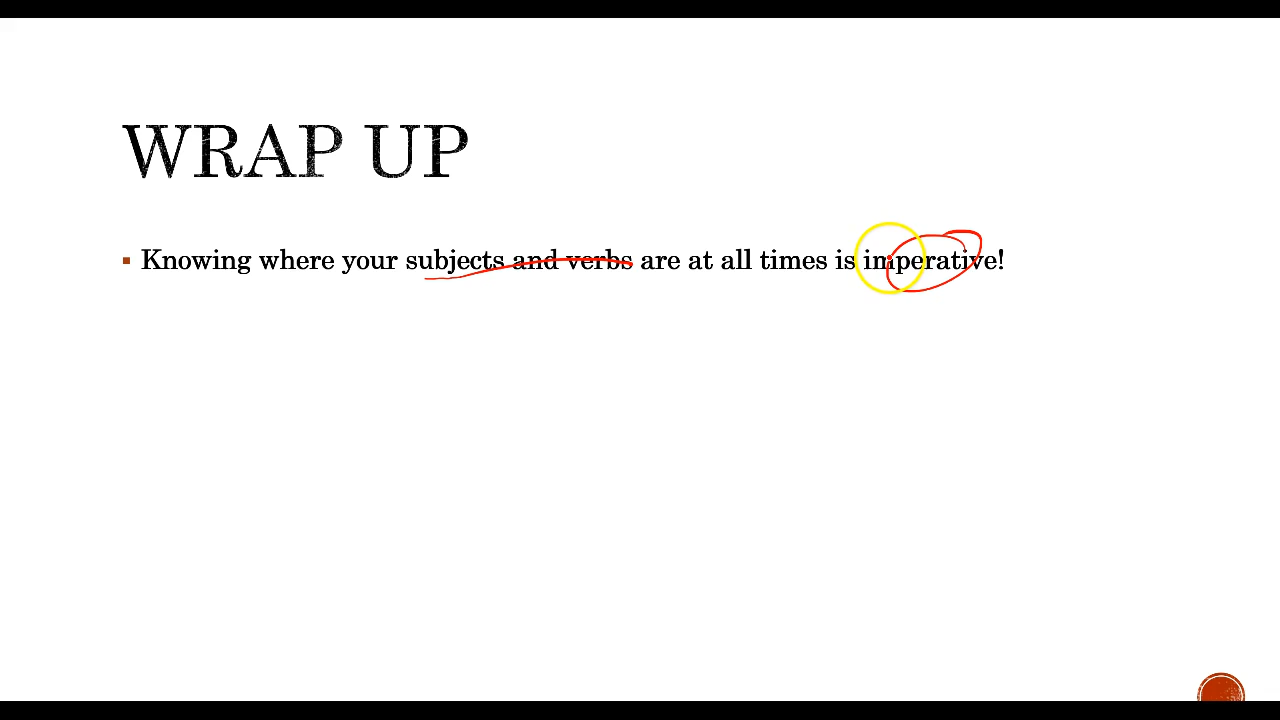 WRAP UP
Knowing where your subjects and verbs are at all times is imperative!